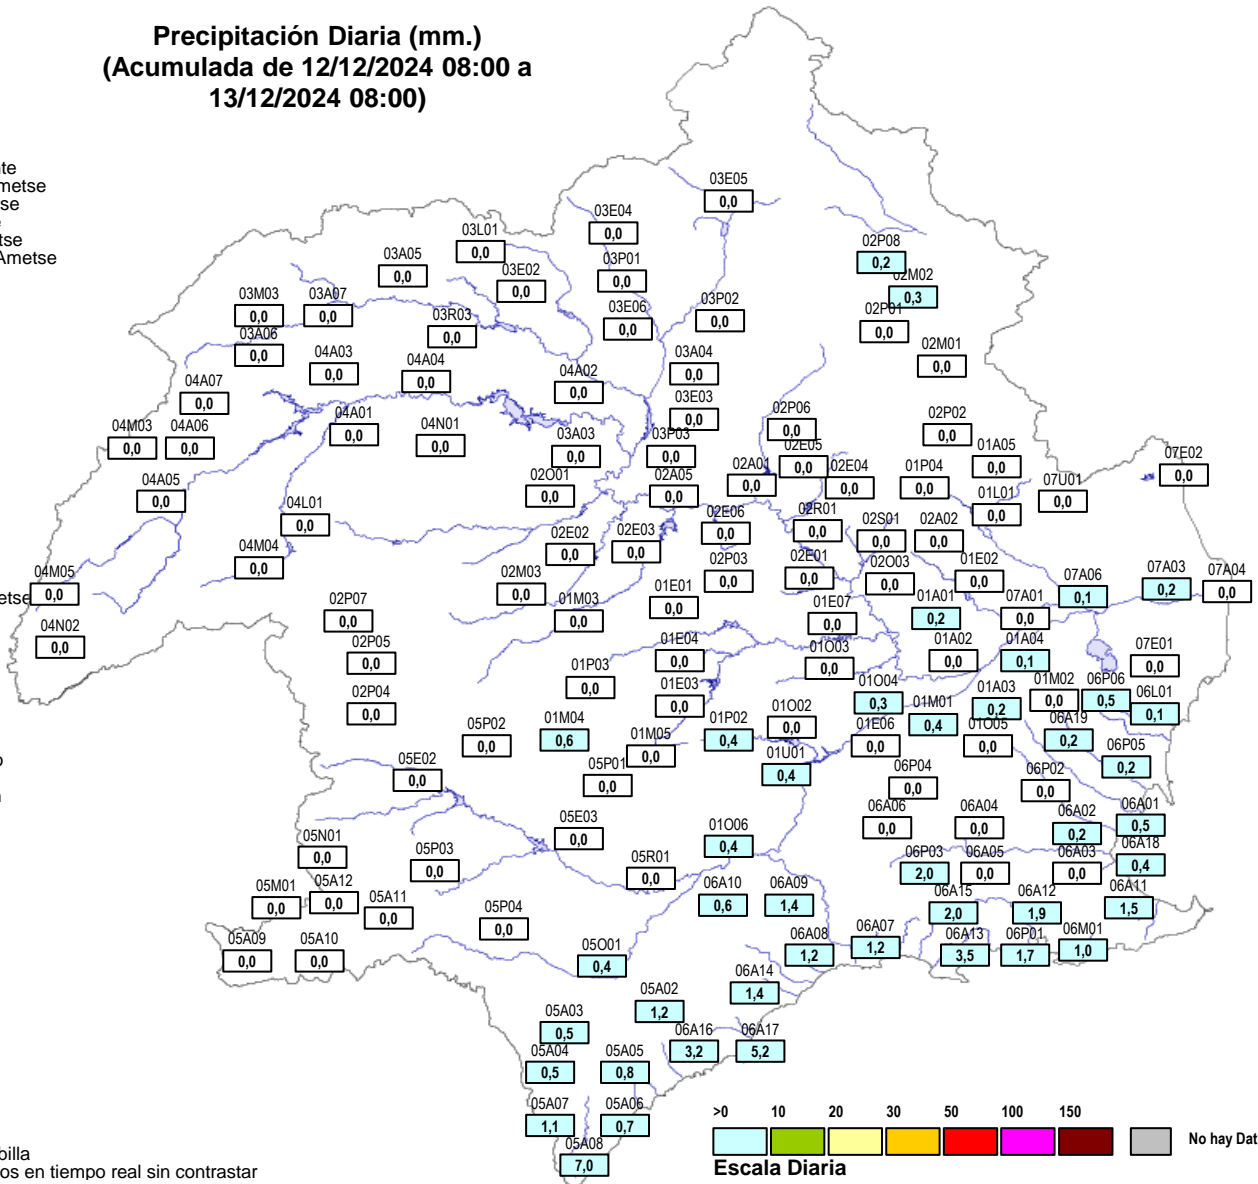 Precipitación Diaria (mm.)
(Acumulada de 12/12/2024 08:00 a
13/12/2024 08:00)
nte
metse
se
e
tse
Ametse
03E05
0,0
03E04
0,0
03L01
0,0
02P08
0,2
03A05
0,0
03P01
0,0
03E02
0,0
02M02
0,3
03M03
0,0
03A07
0,0
03P02
0,0
03E06
0,0
02P01
0,0
03R03
0,0
03A06
0,0
02M01
0,0
04A03
0,0
03A04
0,0
04A04
0,0
04A02
0,0
04A07
0,0
03E03
0,0
04A01
0,0
02P06
0,0
02P02
0,0
04M03
0,0
04A06
0,0
04N01
0,0
03A03
0,0
03P03
0,0
02E05
0,0
01A05
0,0
07E02
0,0
02A01
0,0
02E04
0,0
01P04
0,0
04A05
0,0
02O01
0,0
02A05
0,0
07U01
0,0
01L01
0,0
04L01
0,0
02E06
0,0
02R01
0,0
02S01
0,0
02A02
0,0
02E02
0,0
02E03
0,0
04M04
0,0
02P03
0,0
02E01
0,0
02O03
0,0
01E02
0,0
04M05
0,0
etse
02M03
0,0
07A06
0,1
07A03
0,2
07A04
0,0
01E01
0,0
01M03
0,0
02P07
0,0
01E07
0,0
01A01
0,2
07A01
0,0
04N02
0,0
02P05
0,0
01E04
0,0
01O03
0,0
01A02
0,0
01A04
0,1
07E01
0,0
01P03
0,0
01E03
0,0
01O04
0,3
01A03
0,2
01M02
0,0
06P06
0,5
06L01
0,1
02P04
0,0
01O02
0,0
01M01
0,4
05P02
0,0
01M04
0,6
01P02
0,4
01E06
0,0
01O05
0,0
06A19
0,2
01M05
0,0
o
06P05
0,2
01U01
0,4
05E02
0,0
05P01
0,0
06P04
0,0
06P02
0,0
06A06
0,0
06A04
0,0
06A02
0,2
06A01
0,5
05E03
0,0
01O06
0,4
05N01
0,0
05P03
0,0
05R01
0,0
06P03
2,0
06A05
0,0
06A03
0,0
06A18
0,4
05M01
0,0
05A12
0,0
05A11
0,0
06A10
0,6
06A09
1,4
06A15
2,0
06A12
1,9
06A11
1,5
05P04
0,0
05A09
0,0
05A10
0,0
05O01
0,4
06A08
1,2
06A07
1,2
06A13
3,5
06P01
1,7
06M01
1,0
06A14
1,4
05A02
1,2
05A03
0,5
06A16
3,2
06A17
5,2
05A04
0,5
05A05
0,8
05A07
1,1
05A06
0,7
05A08
7,0
>0 10 20 30 50 100 150
No hay Dat
Escala Diaria
billa
os en tiempo real sin contrastar